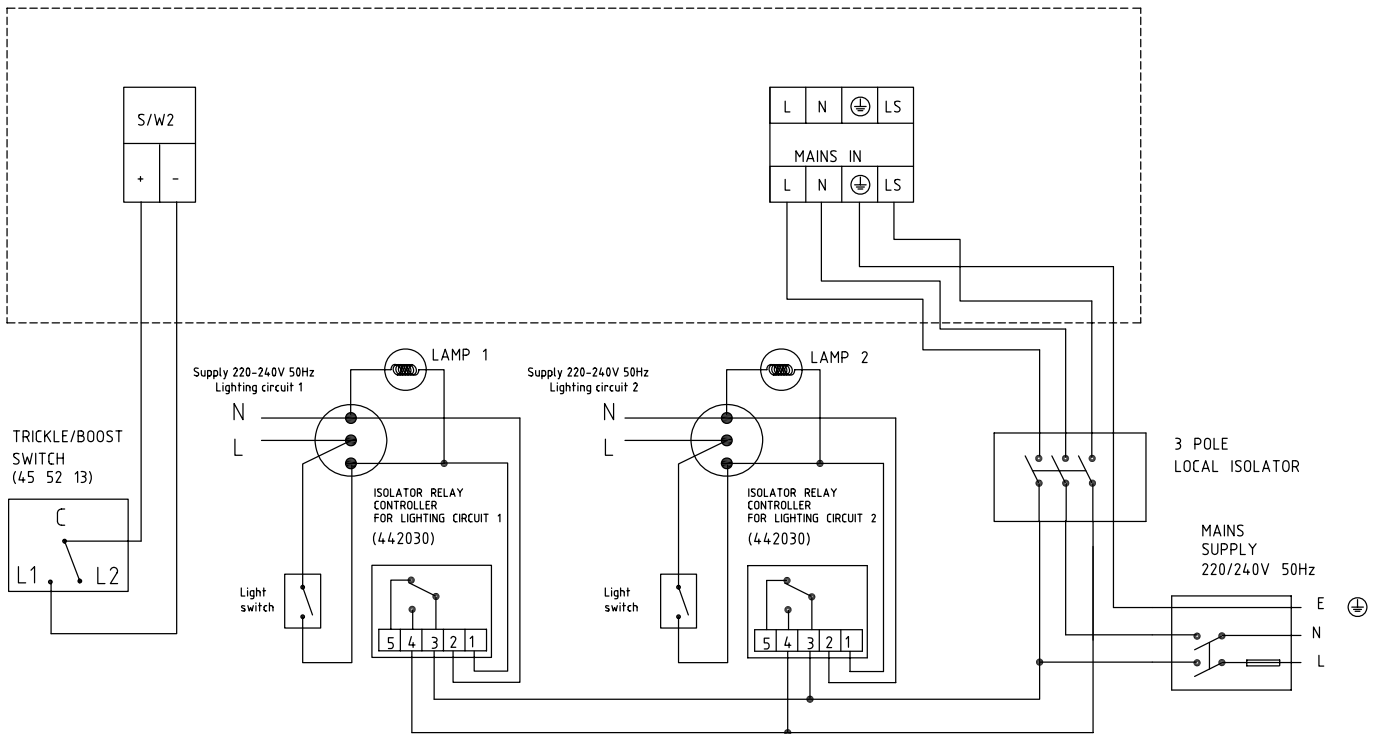 S/W2
+ -
L N LS
MAINS IN
L N LS
LAMP 1
Supply 220-240V 50Hz
Lighting circuit 1
N
L
LAMP 2
Supply 220-240V 50Hz
Lighting circuit 2
N
L
TRICKLE/BOOST
SWITCH
(45 52 13)
C
L1 L2
ISOLATOR RELAY
CONTROLLER
FOR LIGHTING CIRCUIT 1
(442030)
Light
switch
5 4 3 2 1
ISOLATOR RELAY
CONTROLLER
FOR LIGHTING CIRCUIT 2
(442030)
Light
switch
5 4 3 2 1
3 POLE
LOCAL ISOLATOR
MAINS
SUPPLY
220/240V 50Hz
E
N
L